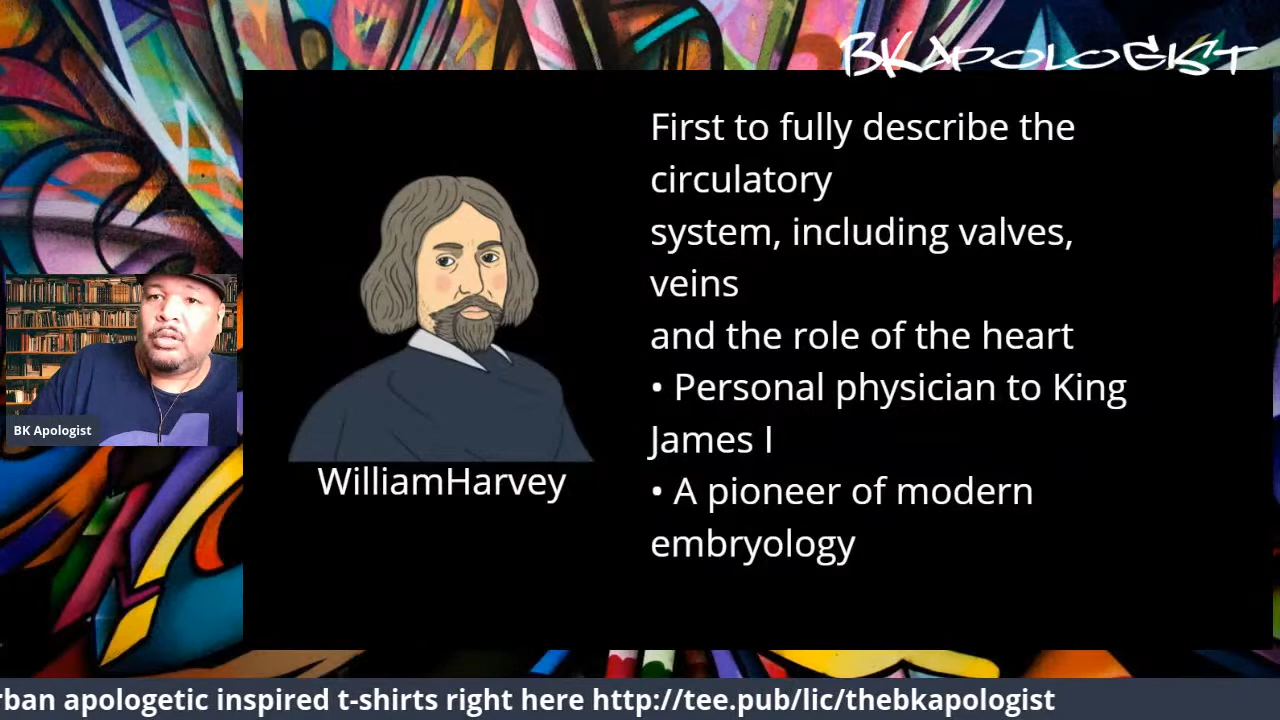 BKAPOLOGIST
First to fully describe the
circulatory
system, including valves,
veins
and the role of the heart
• Personal physician to King
James I
• A pioneer of modern
embryology
WilliamHarvey
BK Apologist
rban apologetic inspired t-shirts right here http://tee.pub/lic/thebkapologist